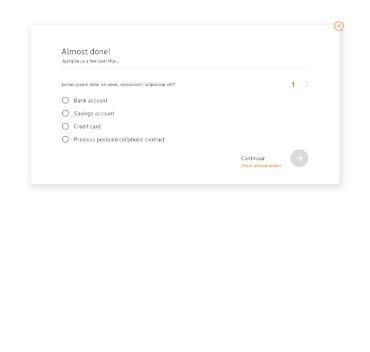 Almost done!
Just give us a few last infos...
Lorem ipsum dolor sit amet, consectetur adipiscing elit?
1 2
Bank account
Savings account
Credit card
Previous postpaid cellphone contract
Continuar